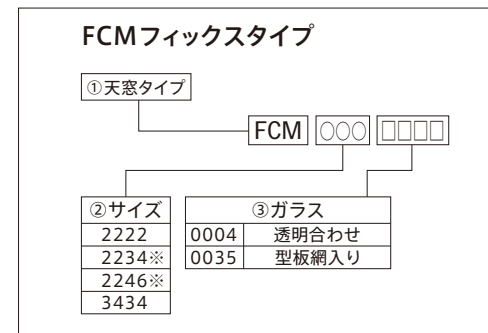 FCMフィックスタイプ
①天窓タイプ
FCM ○○○ □□□□
②サイズ
2222
2234※
2246※
3434
③ガラス
0004 透明合わせ
0035 型板網入り